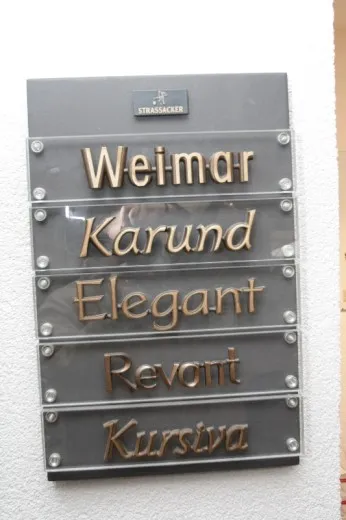 STRASSACKER
Weimar
Karund
Elegant
Revont
Kursiva